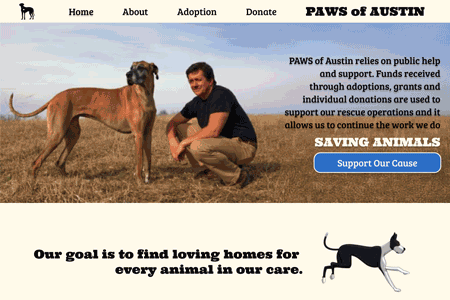 Home About Adoption Donate PAWS of AUSTIN
PAWS of Austin relies on public help
and support. Funds received
through adoptions, grants and
individual donations are used to
support our rescue operations and it
allows us to continue the work we do
SAVING ANIMALS
Support Our Cause
Our goal is to find loving homes for
every animal in our care.